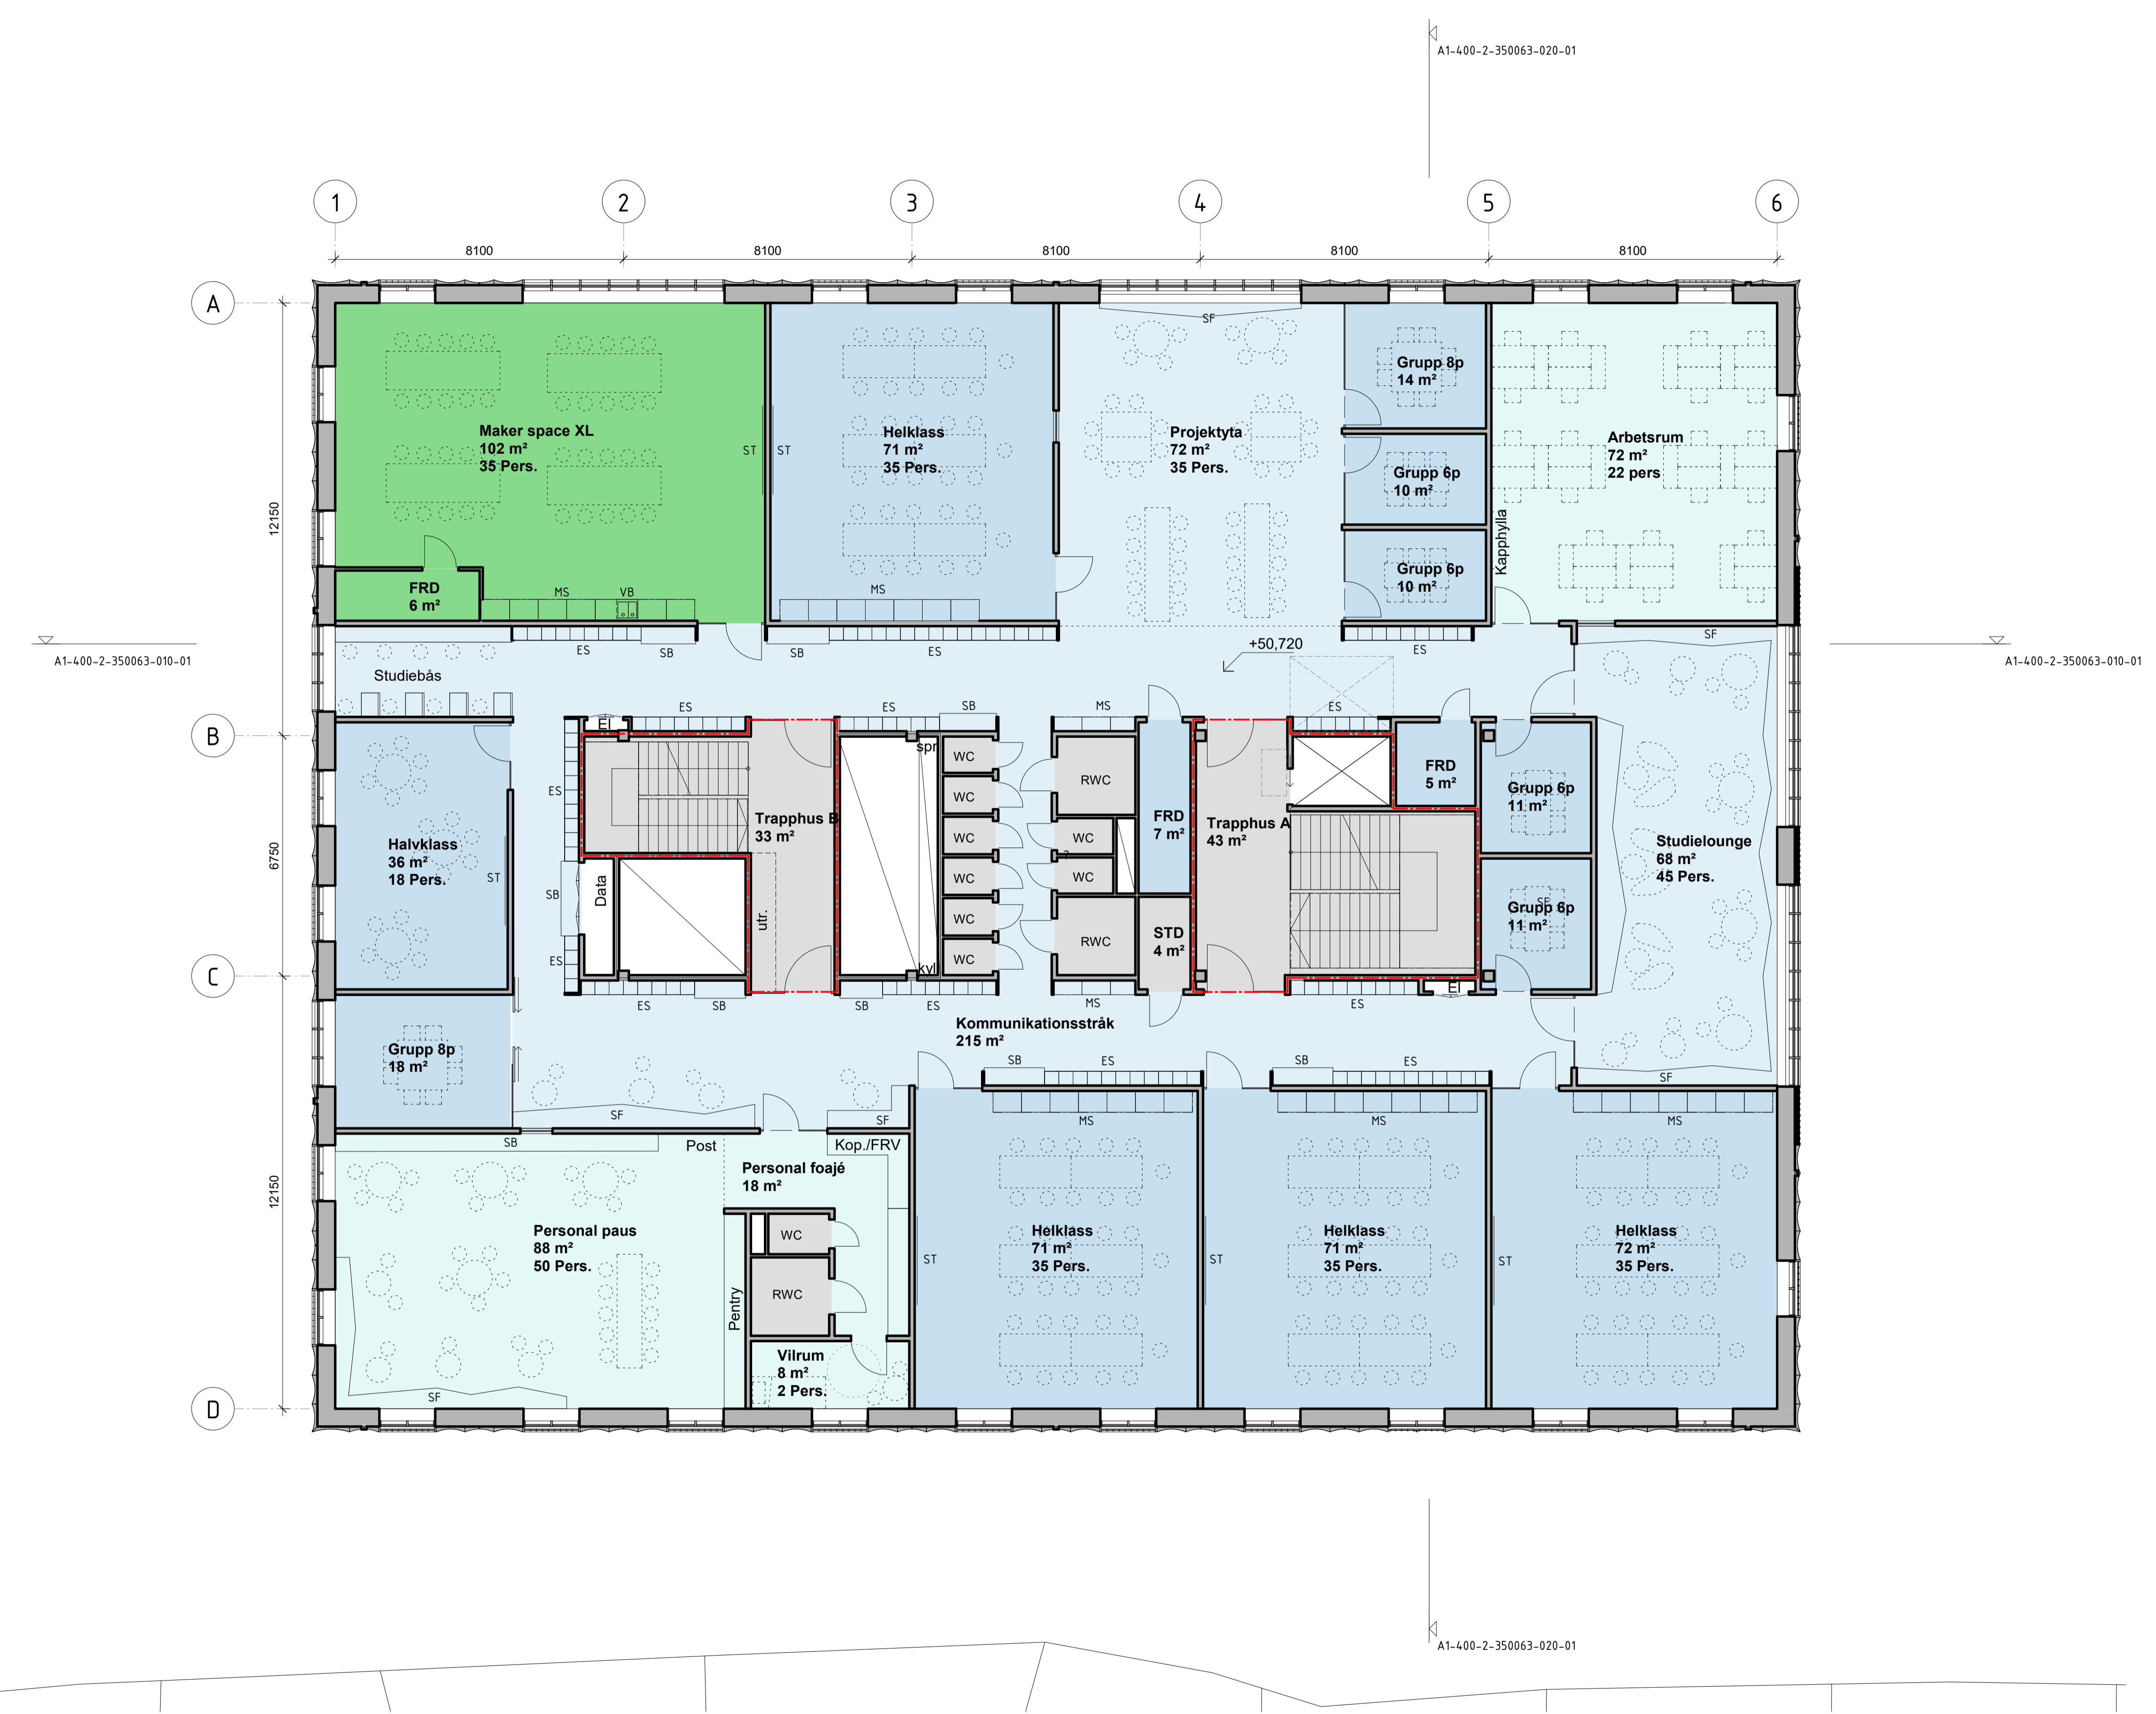 A1-400-2-350063-020-01
1
2
3
4
5
6
8100
8100
8100
8100
8100
A
B
C
D
12150
6750
12150
A1-400-2-350063-010-01
A1-400-2-350063-010-01
SF
Maker space XL
102 m²
35 Pers.
ST
ST
Helklass
71 m²
35 Pers.
Projektyta
72 m²
35 Pers.
Grupp 8p
14 m²
Grupp 6p
10 m²
Grupp 6p
10 m²
Arbetsrum
72 m²
22 pers
Kapphylla
FRD
6 m²
MS
VB
MS
ES
SB
SB
ES
+50,720
ES
SF
Studiebås
El
ES
ES
SB
MS
ES
spr
WC
WC
WC
WC
WC
WC
RWC
WC
?
WC
RWC
FRD
7 m²
STD
4 m²
Trapphus A
43 m²
FRD
5 m²
Grupp 6p
11 m²
Grupp 6p
11 m²
SF
Studielounge
68 m²
45 Pers.
ES
Halvklass
36 m²
18 Pers.
ST
SB
ES
Data
Trapphus B
33 m²
utr.
kyl
ES
SB
SB
ES
MS
ES
El
Kommunikationsstråk
215 m²
Grupp 8p
18 m²
SB
ES
SB
ES
SF
SF
SF
SB
Post
Kop./FRV
MS
MS
MS
Personal foajé
18 m²
Personal paus
88 m²
50 Pers.
WC
RWC
Pentry
Vilrum
8 m²
2 Pers.
SF
ST
Helklass
71 m²
35 Pers.
ST
Helklass
71 m²
35 Pers.
ST
Helklass
72 m²
35 Pers.
A1-400-2-350063-020-01